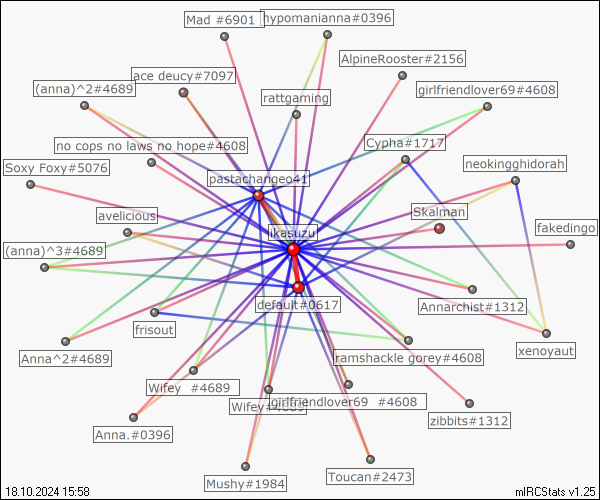 Mad #6901
hypomanianna#0396
AlpineRooster#2156
ace deucy#7097
(anna)^2#4689
girlfriendlover69#4608
rattgaming
no cops no laws no hope#4608
Cypha#1717
Soxy Foxy#5076
neokingghidorah
pastachangeo41
avelicious
Skalman
ikasuzu
fakedingo
(anna)^3#4689
default#0617
Annarchist#1312
frisout
Anna^2#4689
ramshackle gorey#4608
xenoyaut
Wifey #4689
Wifey#4689
girlfriendlover69 #4608
zibbits#1312
Anna.#0396
Mushy#1984
Toucan#2473
18.10.2024 15:58
mIRCStats v1.25